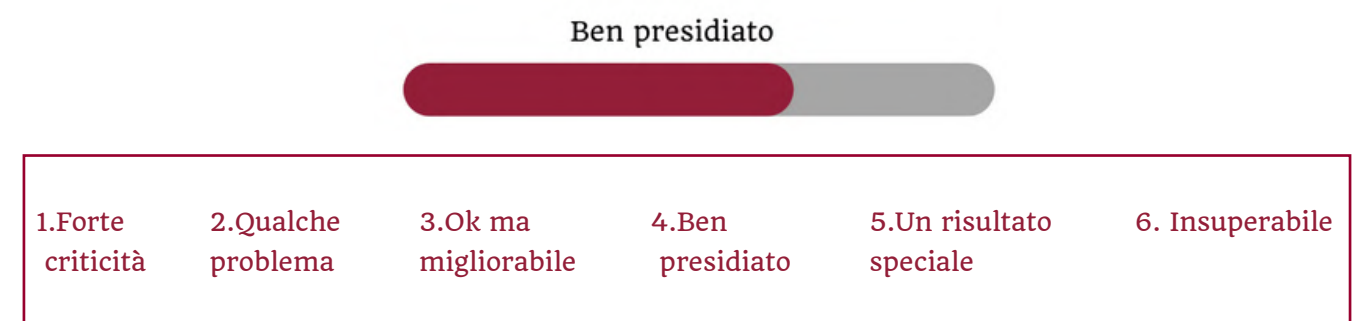 Ben presidiato
1.Forte
criticità
2.Qualche
problema
3.Ok ma
migliorabile
4.Ben
presidiato
5.Un risultato
speciale
6. Insuperabile